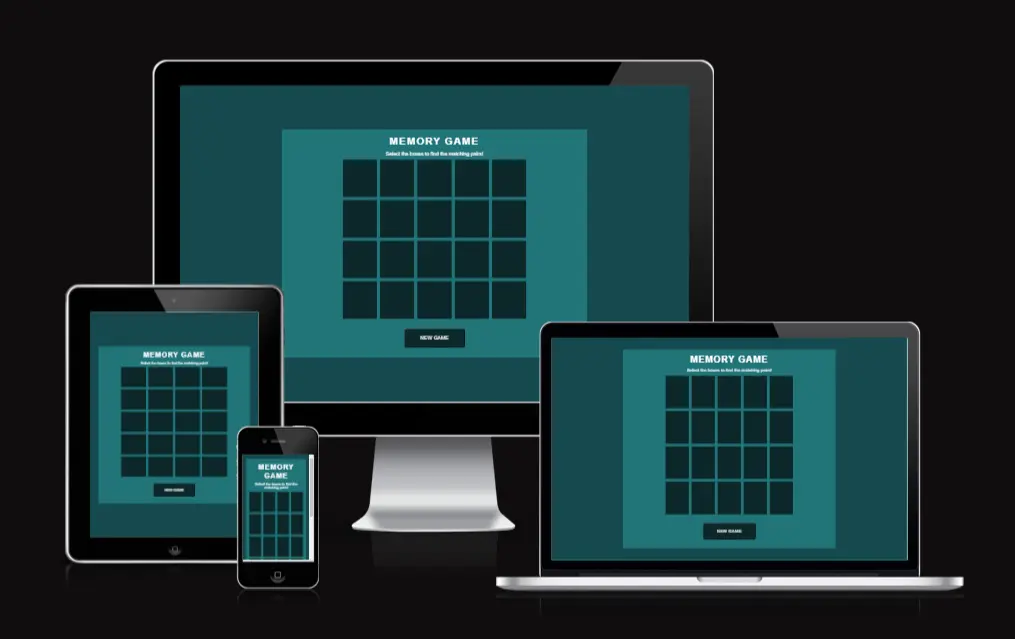 MEMORY GAME
Select the boxes to find the matching pairs!
NEW GAME
MEMORY GAME
Select the boxes to find the matching pairs!
NEW GAME
MEMORY
GAME
Select the boxes to find the
matching pairs!
MEMORY GAME
Select the boxes to find the matching pairs!
NEW GAME